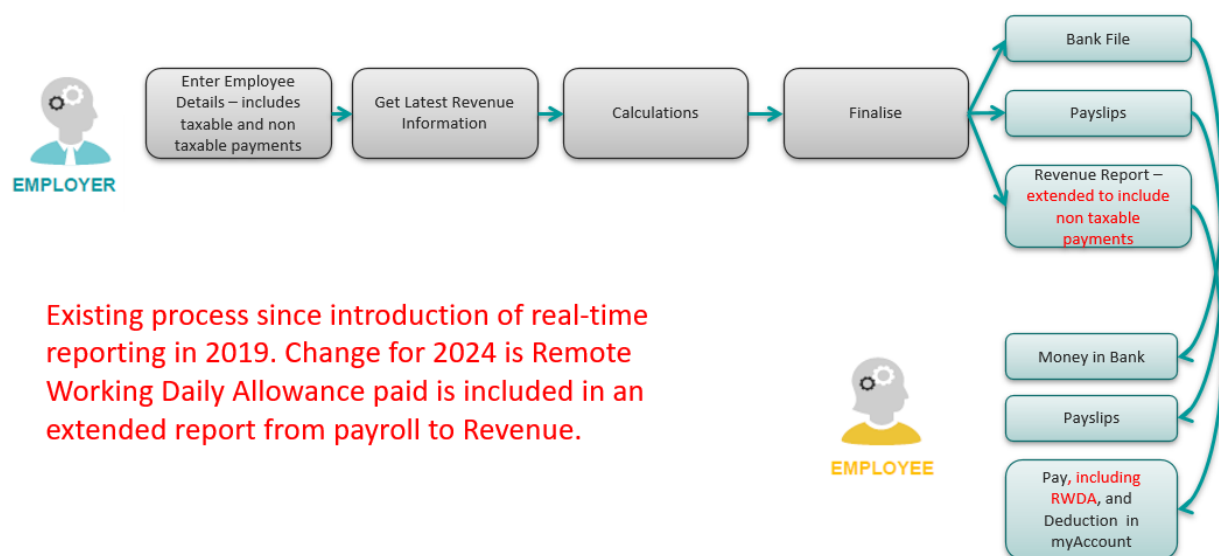 Enter Employee
Details – includes
taxable and non
taxable payments
Get Latest Revenue
Information
Calculations
Finalise
Bank File
Payslips
Revenue Report –
extended to include
non taxable
payments
EMPLOYER
Existing process since introduction of real-time
reporting in 2019. Change for 2024 is Remote
Working Daily Allowance paid is included in an
extended report from payroll to Revenue.
EMPLOYEE
Money in Bank
Payslips
Pay, including
RWDA, and
Deduction in
myAccount